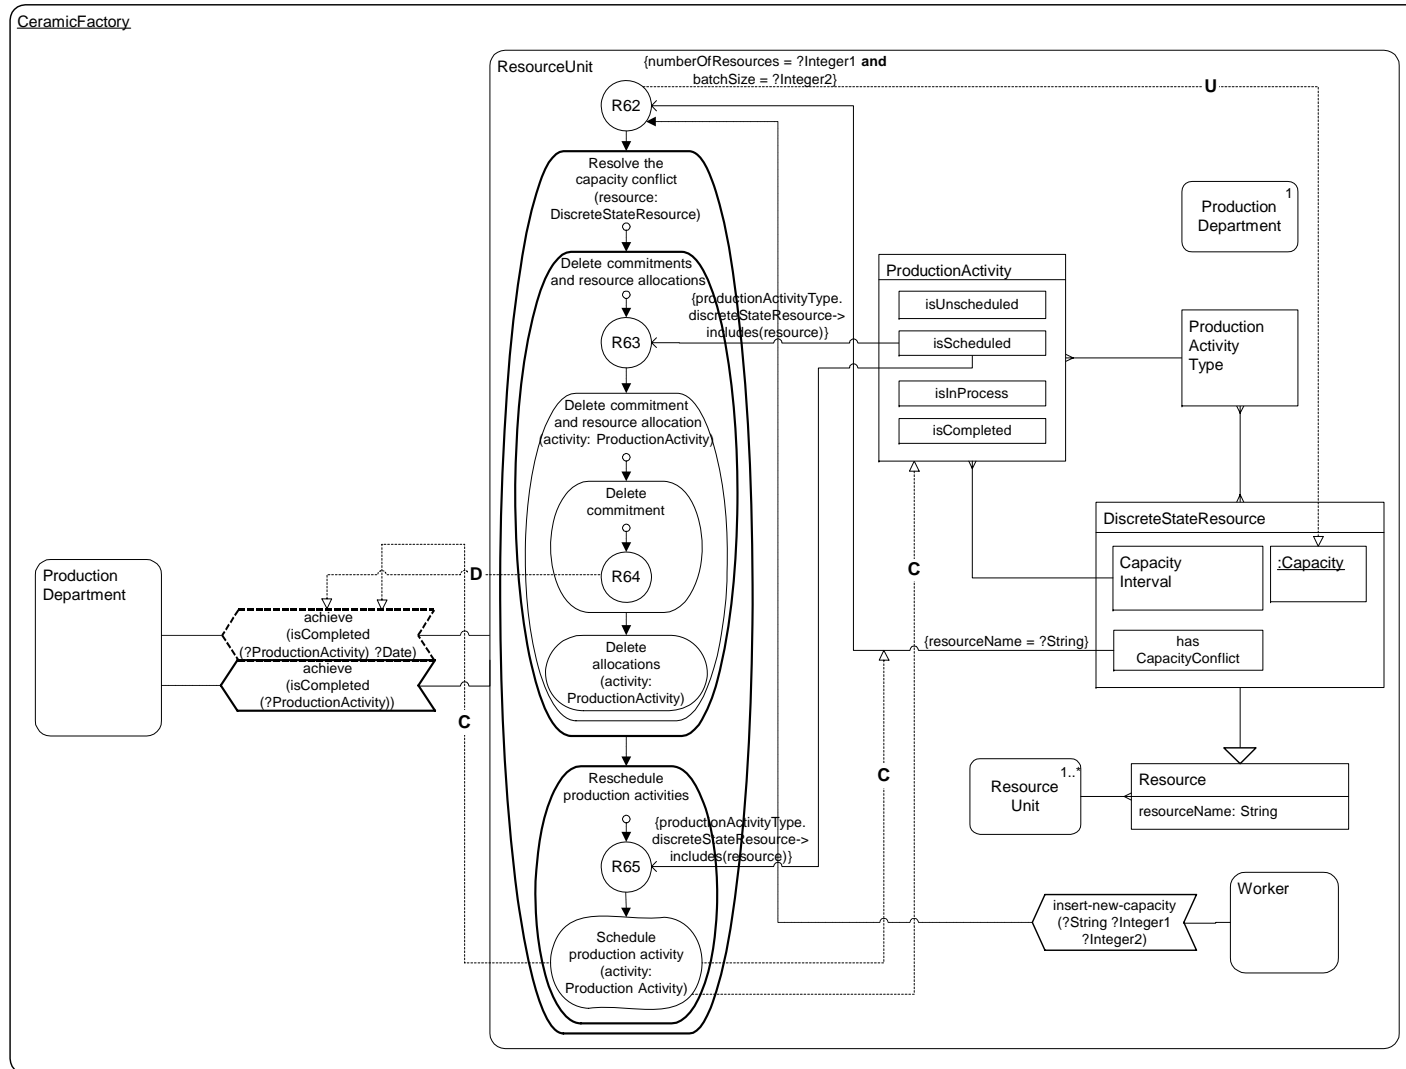 CeramicFactory
ResourceUnit
{numberOfResources = ?Integer1 and
batchSize = ?Integer2}
U
R62
Resolve the
capacity conflict
(resource:
DiscreteStateResource)
Delete commitments
and resource allocations
{productionActivityType.
discreteStateResource->
includes(resource)}
R63
Delete commitment
and resource allocation
(activity: ProductionActivity)
Delete
commitment
R64
D
Delete
allocations
(activity:
ProductionActivity)
Reschedule
production activities
{productionActivityType.
discreteStateResource->
includes(resource)}
R65
Schedule
production activity
(activity:
Production Activity)
Production
Department
achieve
(isCompleted
(?ProductionActivity) ?Date)
achieve
(isCompleted
(?ProductionActivity))
C
C
C
1
Production
Department
ProductionActivity
isUnscheduled
isScheduled
isInProcess
isCompleted
Production
Activity
Type
DiscreteStateResource
Capacity
Interval
:Capacity
has
CapacityConflict
{resourceName = ?String}
1..*
Resource
Unit
Resource
resourceName: String
insert-new-capacity
(?String ?Integer1
?Integer2)
Worker